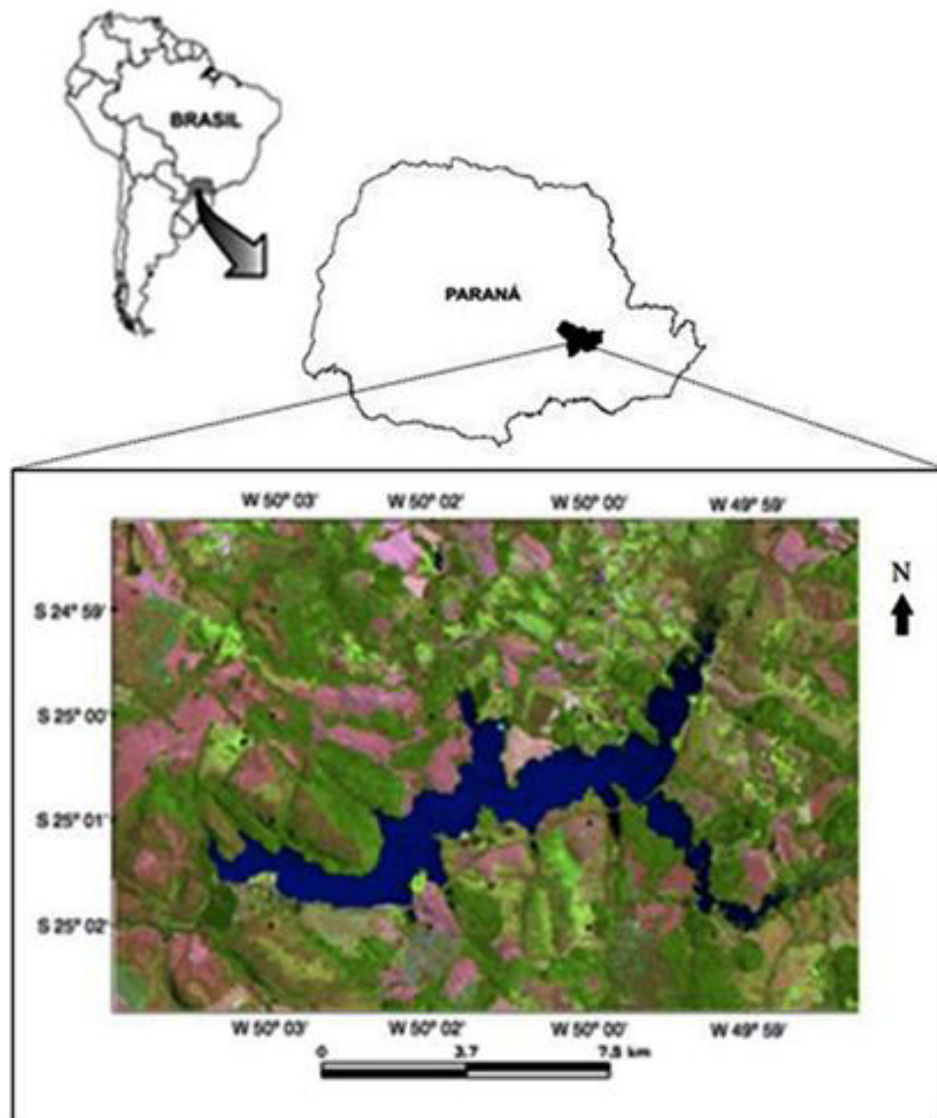 BRASIL
PARANÁ
W 50° 03' W 50° 02' W 50° 00' W 49° 59'
N
S 24° 59'
S 25° 00'
S 25° 01'
S 25° 02'
W 50° 03' W 50° 02' W 50° 00' W 49° 59'
0 3.7 7.5 km